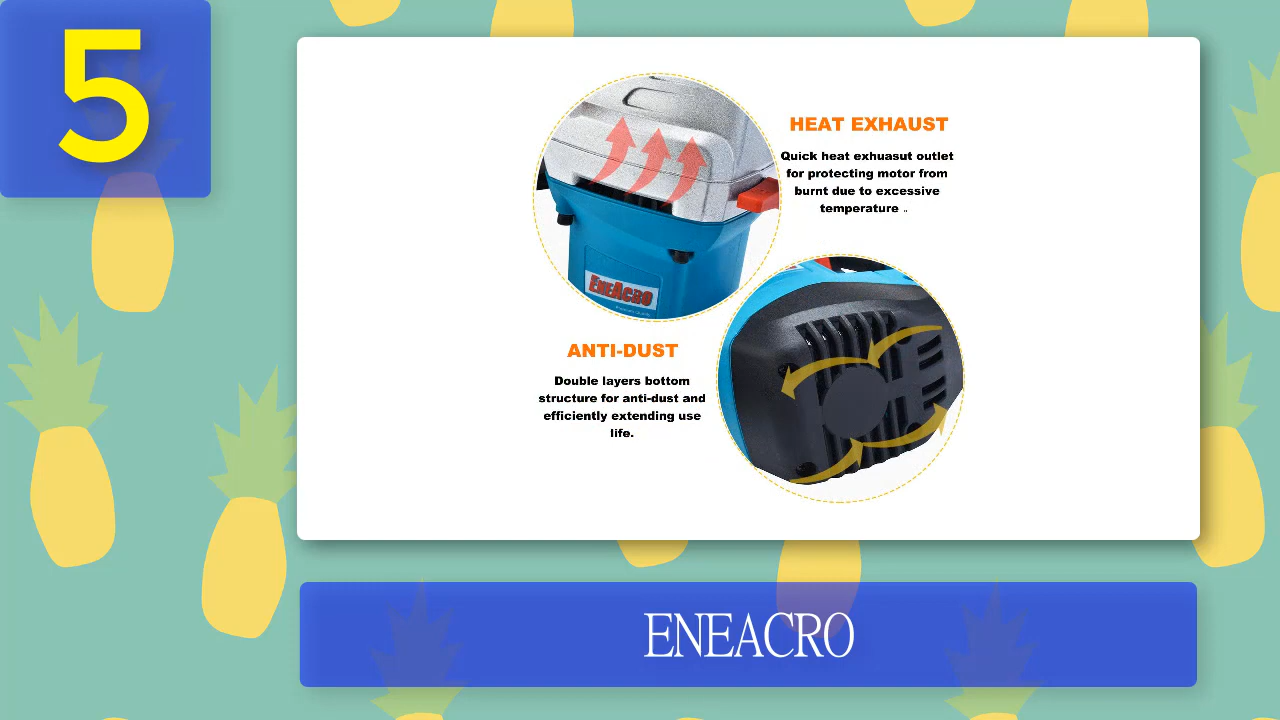 5
HEAT EXHAUST
Quick heat exhuasut outlet
for protecting motor from
burnt due to excessive
temperature ..
ENEACRO
ANTI-DUST
Double layers bottom
structure for anti-dust and
efficiently extending use
life.
ENEACRO